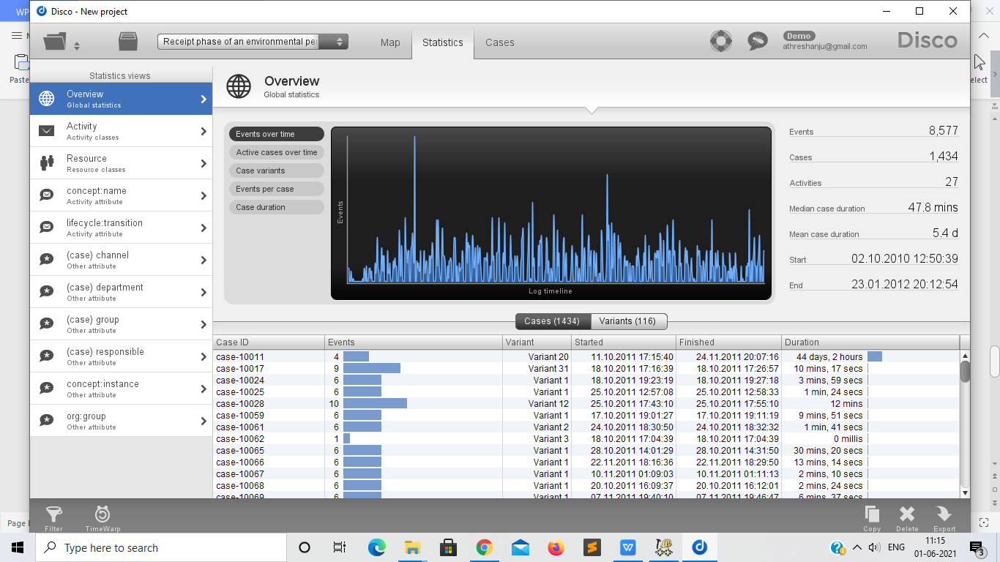 WP
Disco - New project
Paste
elect
Page
Receipt phase of an environmental pe
Map
Statistics
Cases
Demo
athreshanju@gmail.com
Disco
Statistics views
Overview
Global statistics
Activity
Activity classes
Resource
Resource classes
concept:name
Activity attribute
lifecycle:transition
Activity attribute
(case) channel
Other attribute
(case) department
Other attribute
(case) group
Other attribute
(case) responsible
Other attribute
concept:instance
Other attribute
org:group
Other attribute
Overview
Global statistics
Events over time
Active cases over time
Case variants
Events per case
Case duration
Events
Log timeline
Events 8,577
Cases 1,434
Activities 27
Median case duration 47.8 mins
Mean case duration 5.4 d
Start 02.10.2010 12:50:39
End 23.01.2012 20:12:54
Cases (1434) Variants (116)
Case ID Events Variant Started Finished Duration
case-10011 4 Variant 20 11.10.2011 17:15:40 24.11.2011 20:07:16 44 days, 2 hours
case-10017 9 Variant 31 18.10.2011 17:16:39 18.10.2011 17:26:57 10 mins, 17 secs
case-10024 6 Variant 1 18.10.2011 19:23:19 18.10.2011 19:27:18 3 mins, 59 secs
case-10025 6 Variant 1 25.10.2011 12:57:08 25.10.2011 12:58:33 1 min, 24 secs
case-10028 10 Variant 12 25.10.2011 17:43:10 25.10.2011 17:55:10 12 mins
case-10059 6 Variant 1 17.10.2011 19:01:27 17.10.2011 19:11:19 9 mins, 51 secs
case-10061 6 Variant 2 24.10.2011 18:30:50 24.10.2011 18:32:32 1 min, 41 secs
case-10062 1 Variant 3 18.10.2011 17:04:39 18.10.2011 17:04:39 0 millis
case-10065 6 Variant 1 28.10.2011 14:01:29 28.10.2011 14:31:50 30 mins, 20 secs
case-10066 6 Variant 1 22.11.2011 18:16:36 22.11.2011 18:29:50 13 mins, 14 secs
case-10067 6 Variant 1 10.11.2011 01:09:03 10.11.2011 01:11:13 2 mins, 10 secs
case-10068 6 Variant 1 20.10.2011 16:09:37 20.10.2011 16:12:01 2 mins, 24 secs
case-10069 6 Variant 1 07.11.2011 19:40:10 07.11.2011 19:46:47 6 mins, 37 secs
Filter
TimeWarp
Copy
Delete
Export
Type here to search
ENG
11:15
01-06-2021
3